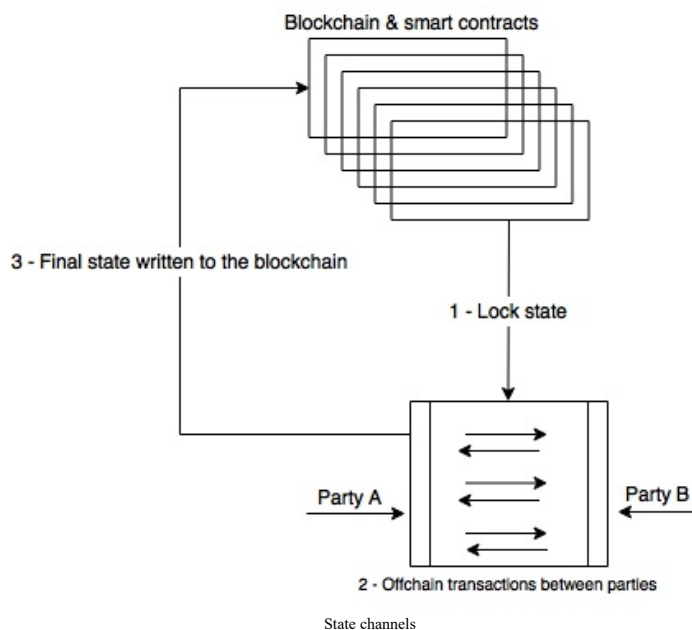 Blockchain & smart contracts
3 - Final state written to the blockchain
1 - Lock state
Party A
Party B
2 - Offchain transactions between parties
State channels